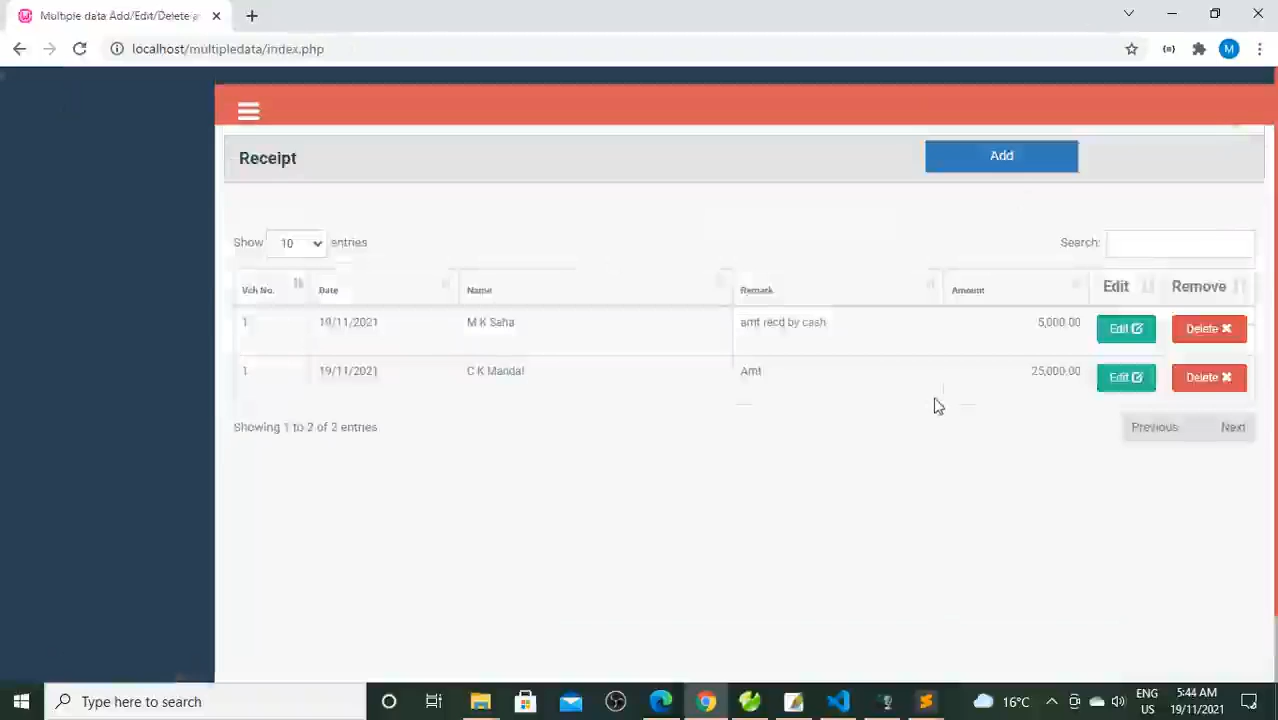 Multiple data Add/Edit/Delete a
localhost/multipledata/index.php
M
Receipt
Add
Show 10 entries
Search:
Vch No. Date Name Remark Amount Edit Remove
1 19/11/2021 M K Saha amt recd by cash 5,000.00 Edit Delete
1 19/11/2021 C K Mandal Amt 25,000.00 Edit Delete
Showing 1 to 2 of 2 entries
Previous Next
Type here to search
16°C
ENG
US
5:44 AM
19/11/2021